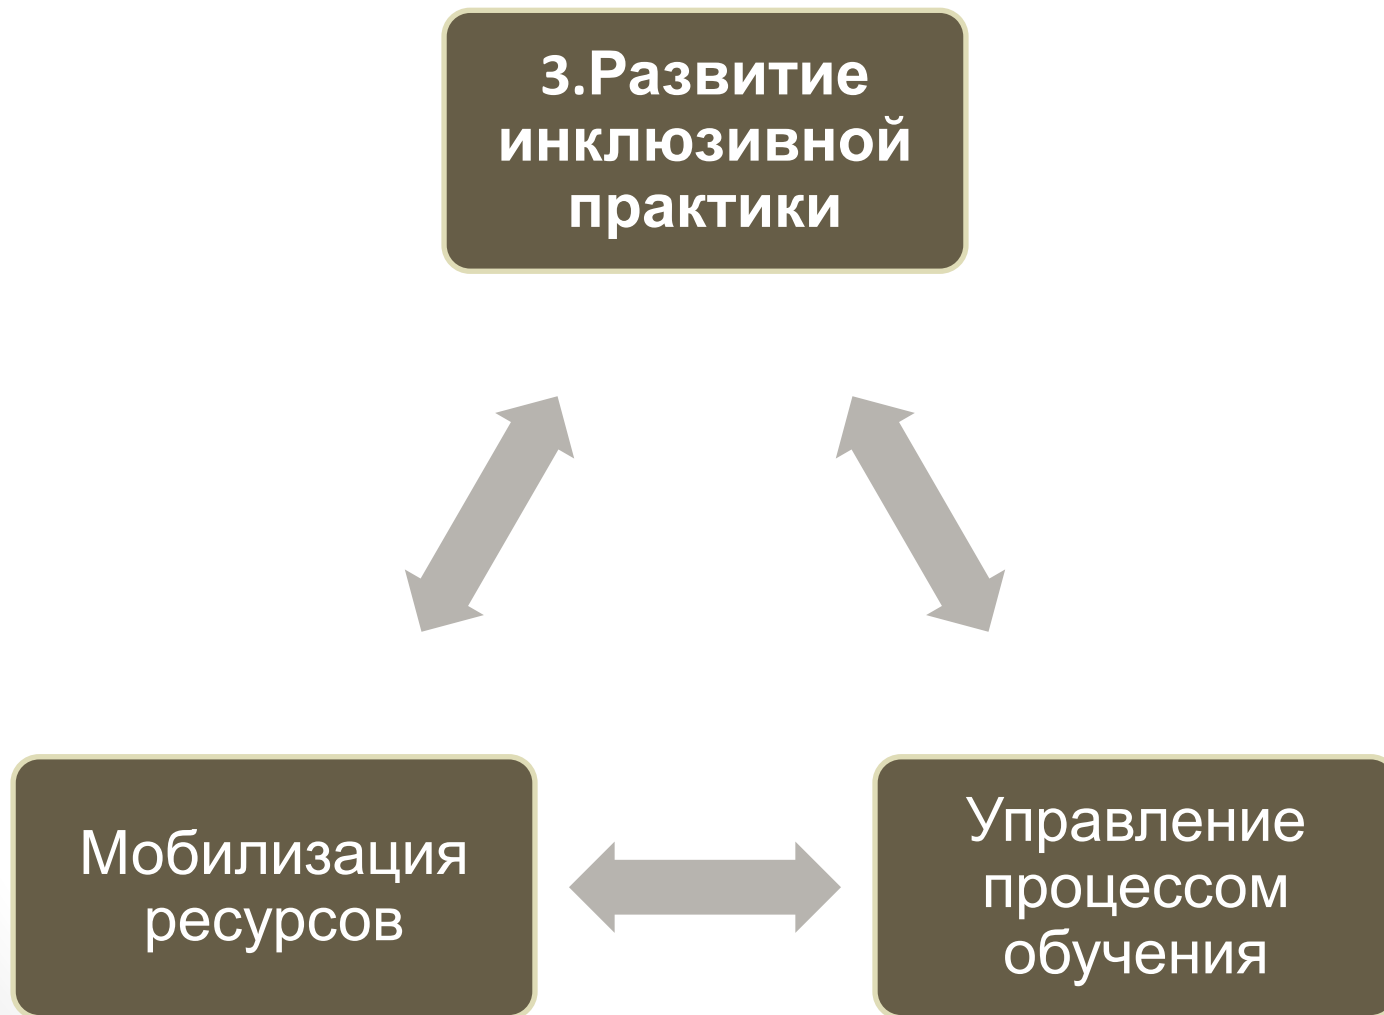 3.Развитие
инклюзивной
практики
Мобилизация
ресурсов
Управление
процессом
обучения